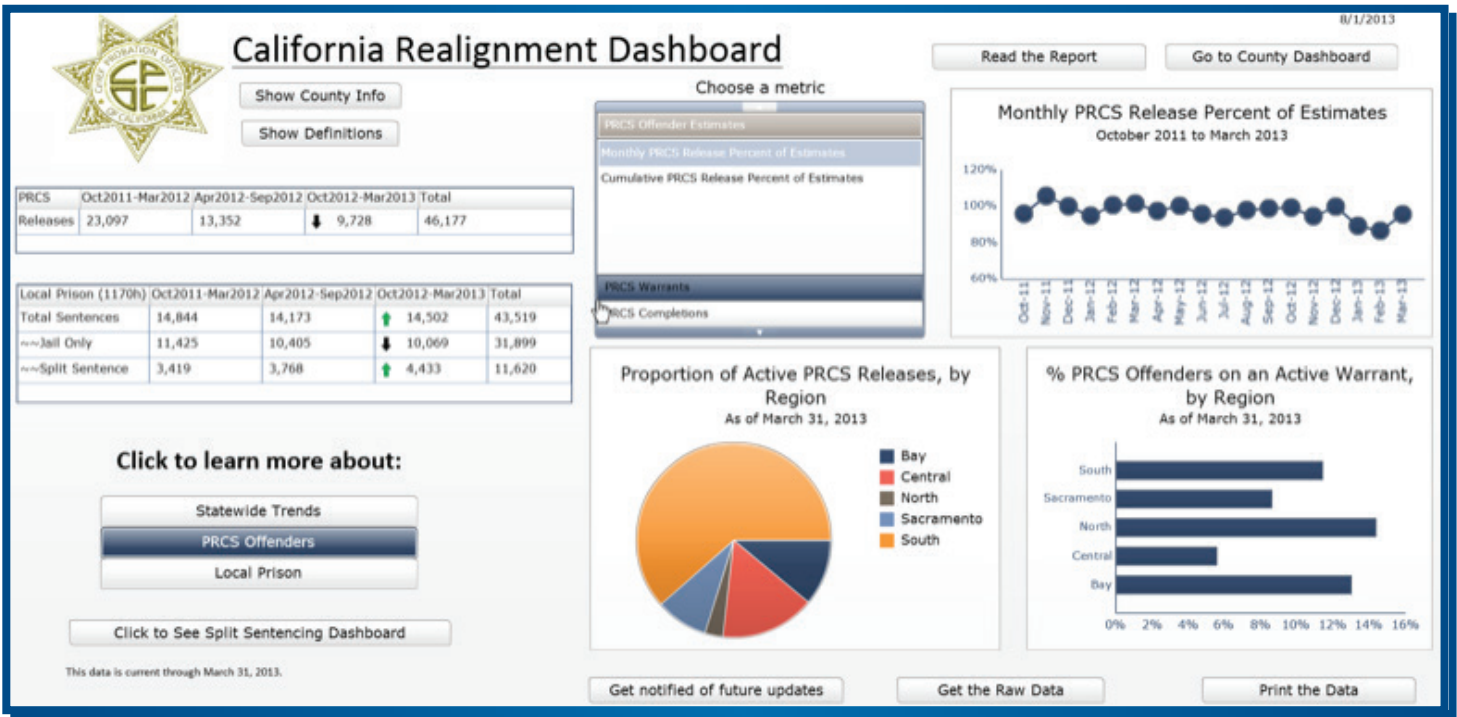 8/1/2013
California Realignment Dashboard
Read the Report
Go to County Dashboard
CHIEF PROBATION OFFICERS
OF CALIFORNIA
Show County Info
Show Definitions
Choose a metric
PRCS Offender Estimates
Monthly PRCS Release Percent of Estimates
Cumulative PRCS Release Percent of Estimates
PRCS Warrants
PRCS Completions
Monthly PRCS Release Percent of Estimates
October 2011 to March 2013
120%
100%
80%
60%
Oct-11 Nov-11 Dec-11 Jan-12 Feb-12 Mar-12 Apr-12 May-12 Jun-12 Jul-12 Aug-12 Sep-12 Oct-12 Nov-12 Dec-12 Jan-13 Feb-13 Mar-13
PRCS Oct2011-Mar2012 Apr2012-Sep2012 Oct2012-Mar2013 Total
Releases 23,097 13,352 9,728 46,177
Local Prison (1170h) Oct2011-Mar2012 Apr2012-Sep2012 Oct2012-Mar2013 Total
Total Sentences 14,844 14,173 14,502 43,519
~~Jail Only 11,425 10,405 10,069 31,899
~~Split Sentence 3,419 3,768 4,433 11,620
Click to learn more about:
Statewide Trends
PRCS Offenders
Local Prison
Click to See Split Sentencing Dashboard
This data is current through March 31, 2013.
Proportion of Active PRCS Releases, by
Region
As of March 31, 2013
Bay
Central
North
Sacramento
South
% PRCS Offenders on an Active Warrant,
by Region
As of March 31, 2013
South
Sacramento
North
Central
Bay
0% 2% 4% 6% 8% 10% 12% 14% 16%
Get notified of future updates
Get the Raw Data
Print the Data